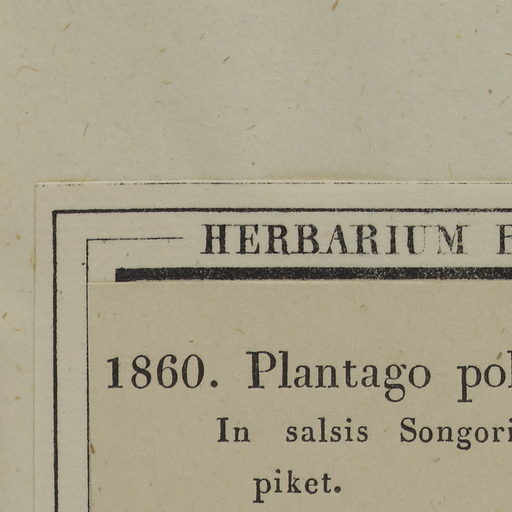 HERBARIUM
1860. Plantago
In salsis
piket.